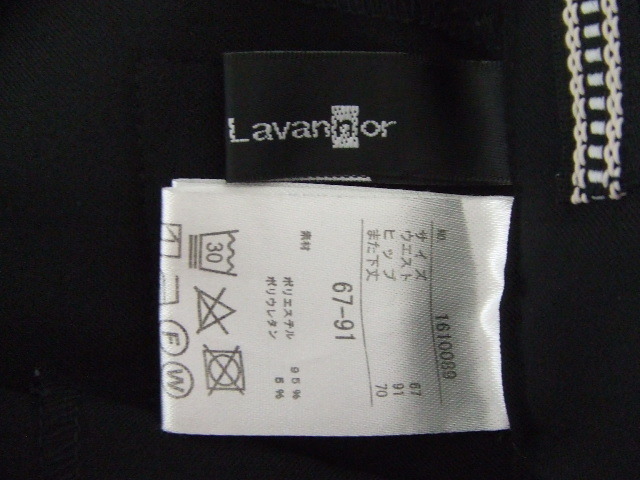 Lavandor
NO. 1610089
サイズ
ウエスト 67
ヒップ 91
また下丈 70
67-91
素材
ポリエステル 95%
ポリウレタン 5%
30
F
W